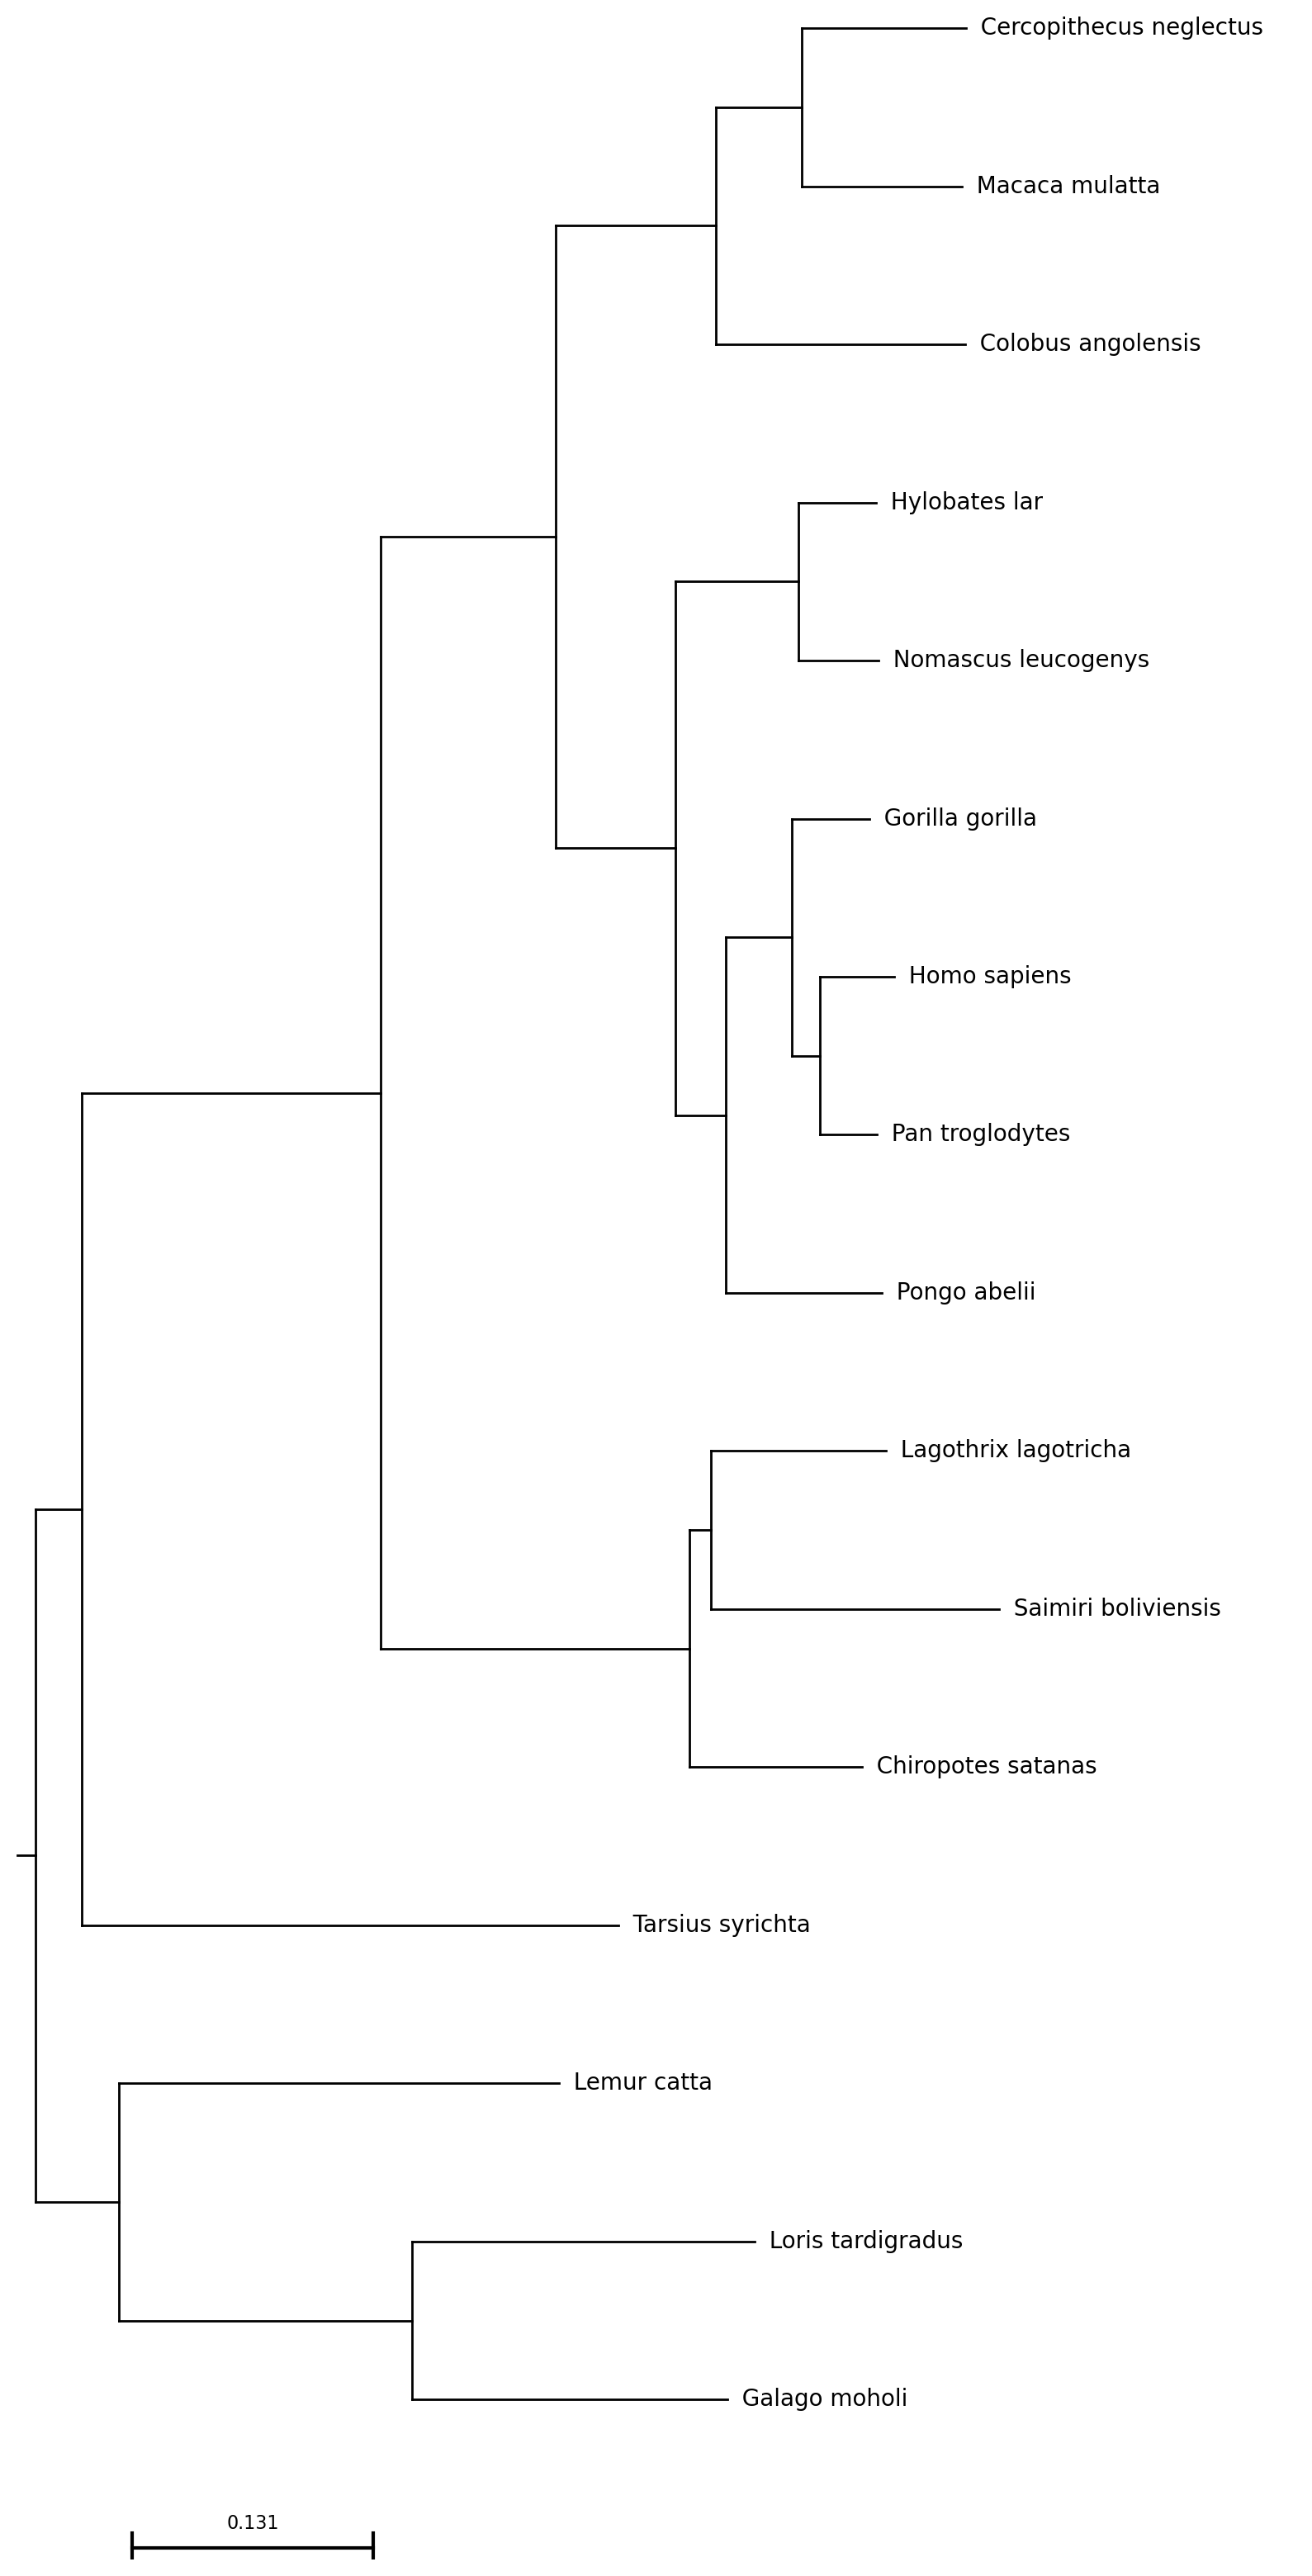 Cercopithecus neglectus
Macaca mulatta
Colobus angolensis
Hylobates lar
Nomascus leucogenys
Gorilla gorilla
Homo sapiens
Pan troglodytes
Pongo abelii
Lagothrix lagotricha
Saimiri boliviensis
Chiropotes satanas
Tarsius syrichta
Lemur catta
Loris tardigradus
Galago moholi
0.131